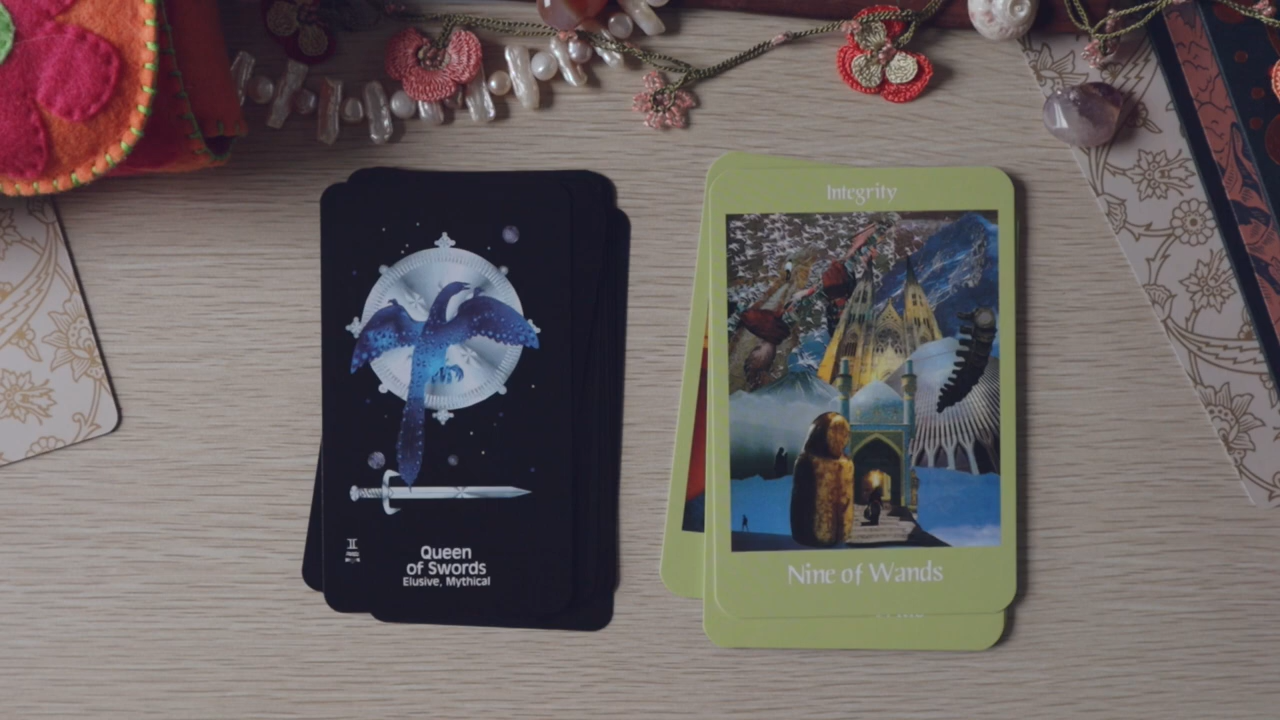 Queen
of Swords
Elusive, Mythical
Integrity
Nine of Wands